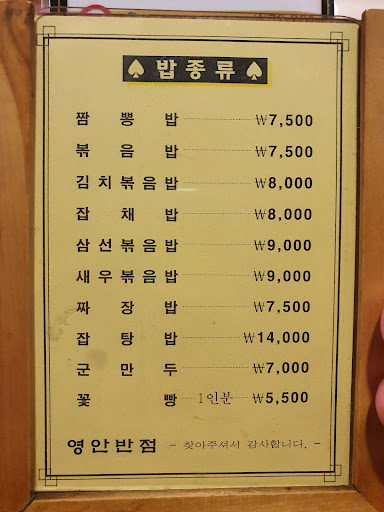 ♠ 밥종류 ♠
짬뽕밥 ₩7,500
볶음밥 ₩7,500
김치볶음밥 ₩8,000
잡채밥 ₩8,000
삼선볶음밥 ₩9,000
새우볶음밥 ₩9,000
짜장밥 ₩7,500
잡탕밥 ₩14,000
군만두 ₩7,000
꽃빵 1인분 ₩5,500
영안반점 - 찾아주셔서 감사합니다. -